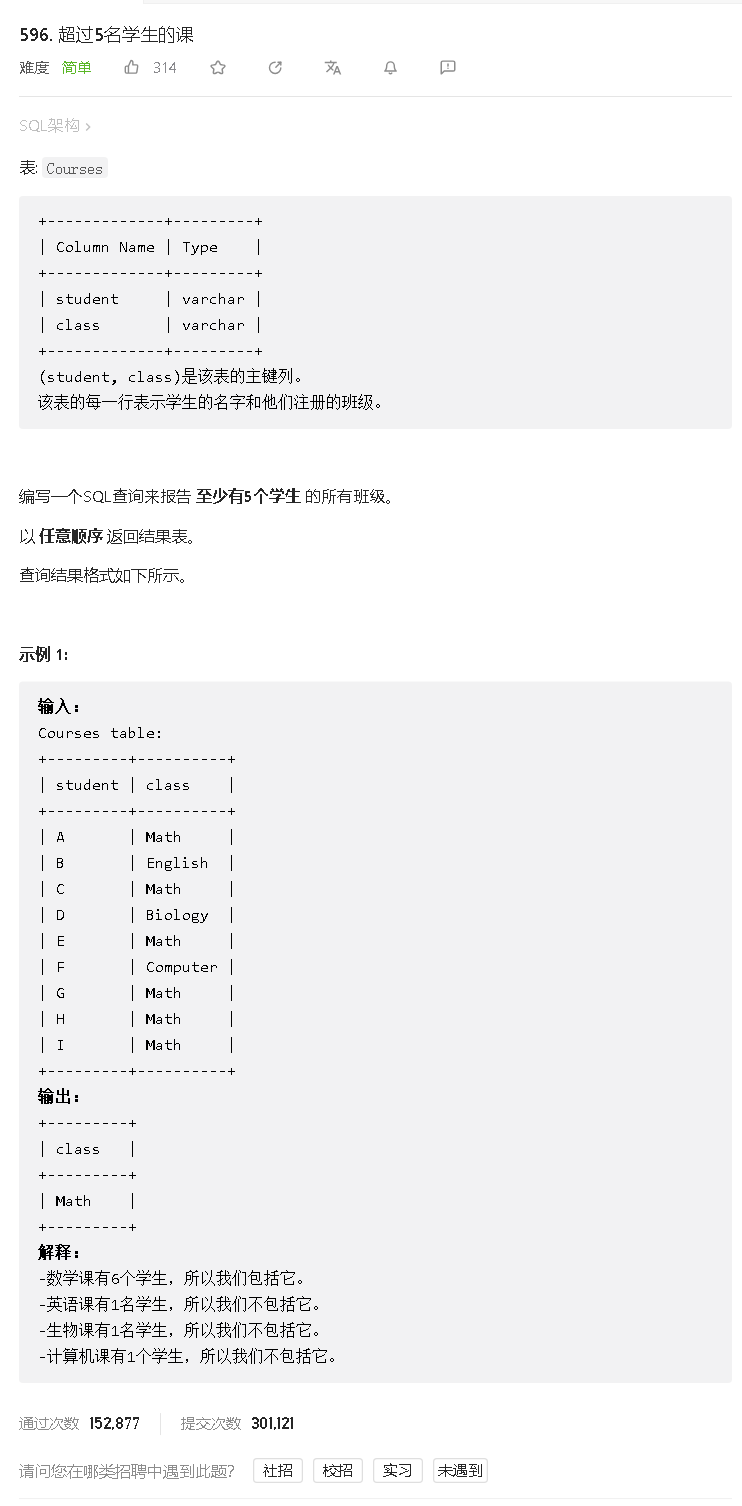 596. 超过5名学生的课
难度 简单 314
SQL架构 ›
表: Courses
+-------------+---------+
| Column Name | Type    |
+-------------+---------+
| student     | varchar |
| class       | varchar |
+-------------+---------+
(student, class)是该表的主键列。
该表的每一行表示学生的名字和他们注册的班级。
编写一个SQL查询来报告 至少有5个学生 的所有班级。
以 任意顺序 返回结果表。
查询结果格式如下所示。
示例 1:
输入：
Courses table:
+---------+----------+
| student | class    |
+---------+----------+
| A       | Math     |
| B       | English  |
| C       | Math     |
| D       | Biology  |
| E       | Math     |
| F       | Computer |
| G       | Math     |
| H       | Math     |
| I       | Math     |
+---------+----------+
输出：
+---------+
| class   |
+---------+
| Math    |
+---------+
解释：
-数学课有6个学生，所以我们包括它。
-英语课有1名学生，所以我们不包括它。
-生物课有1名学生，所以我们不包括它。
-计算机课有1个学生，所以我们不包括它。
通过次数 152,877 提交次数 301,121
请问您在哪类招聘中遇到此题？ 社招 校招 实习 未遇到